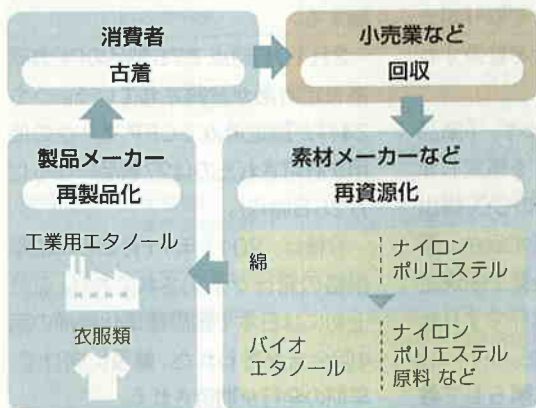 消費者
古着
小売業など
回収
素材メーカーなど
再資源化
綿
ナイロン
ポリエステル
バイオ
エタノール
ナイロン
ポリエステル
原料 など
製品メーカー
再製品化
工業用エタノール
衣服類